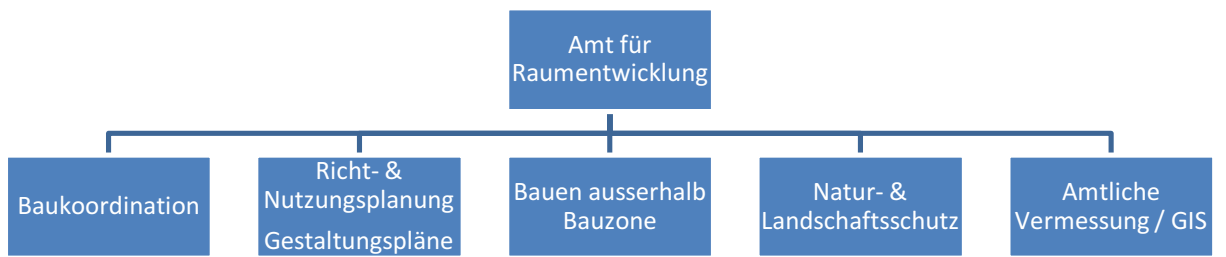 Amt für
Raumentwicklung
Baukoordination
Richt- &
Nutzungsplanung
Gestaltungspläne
Bauen ausserhalb
Bauzone
Natur- &
Landschaftsschutz
Amtliche
Vermessung / GIS